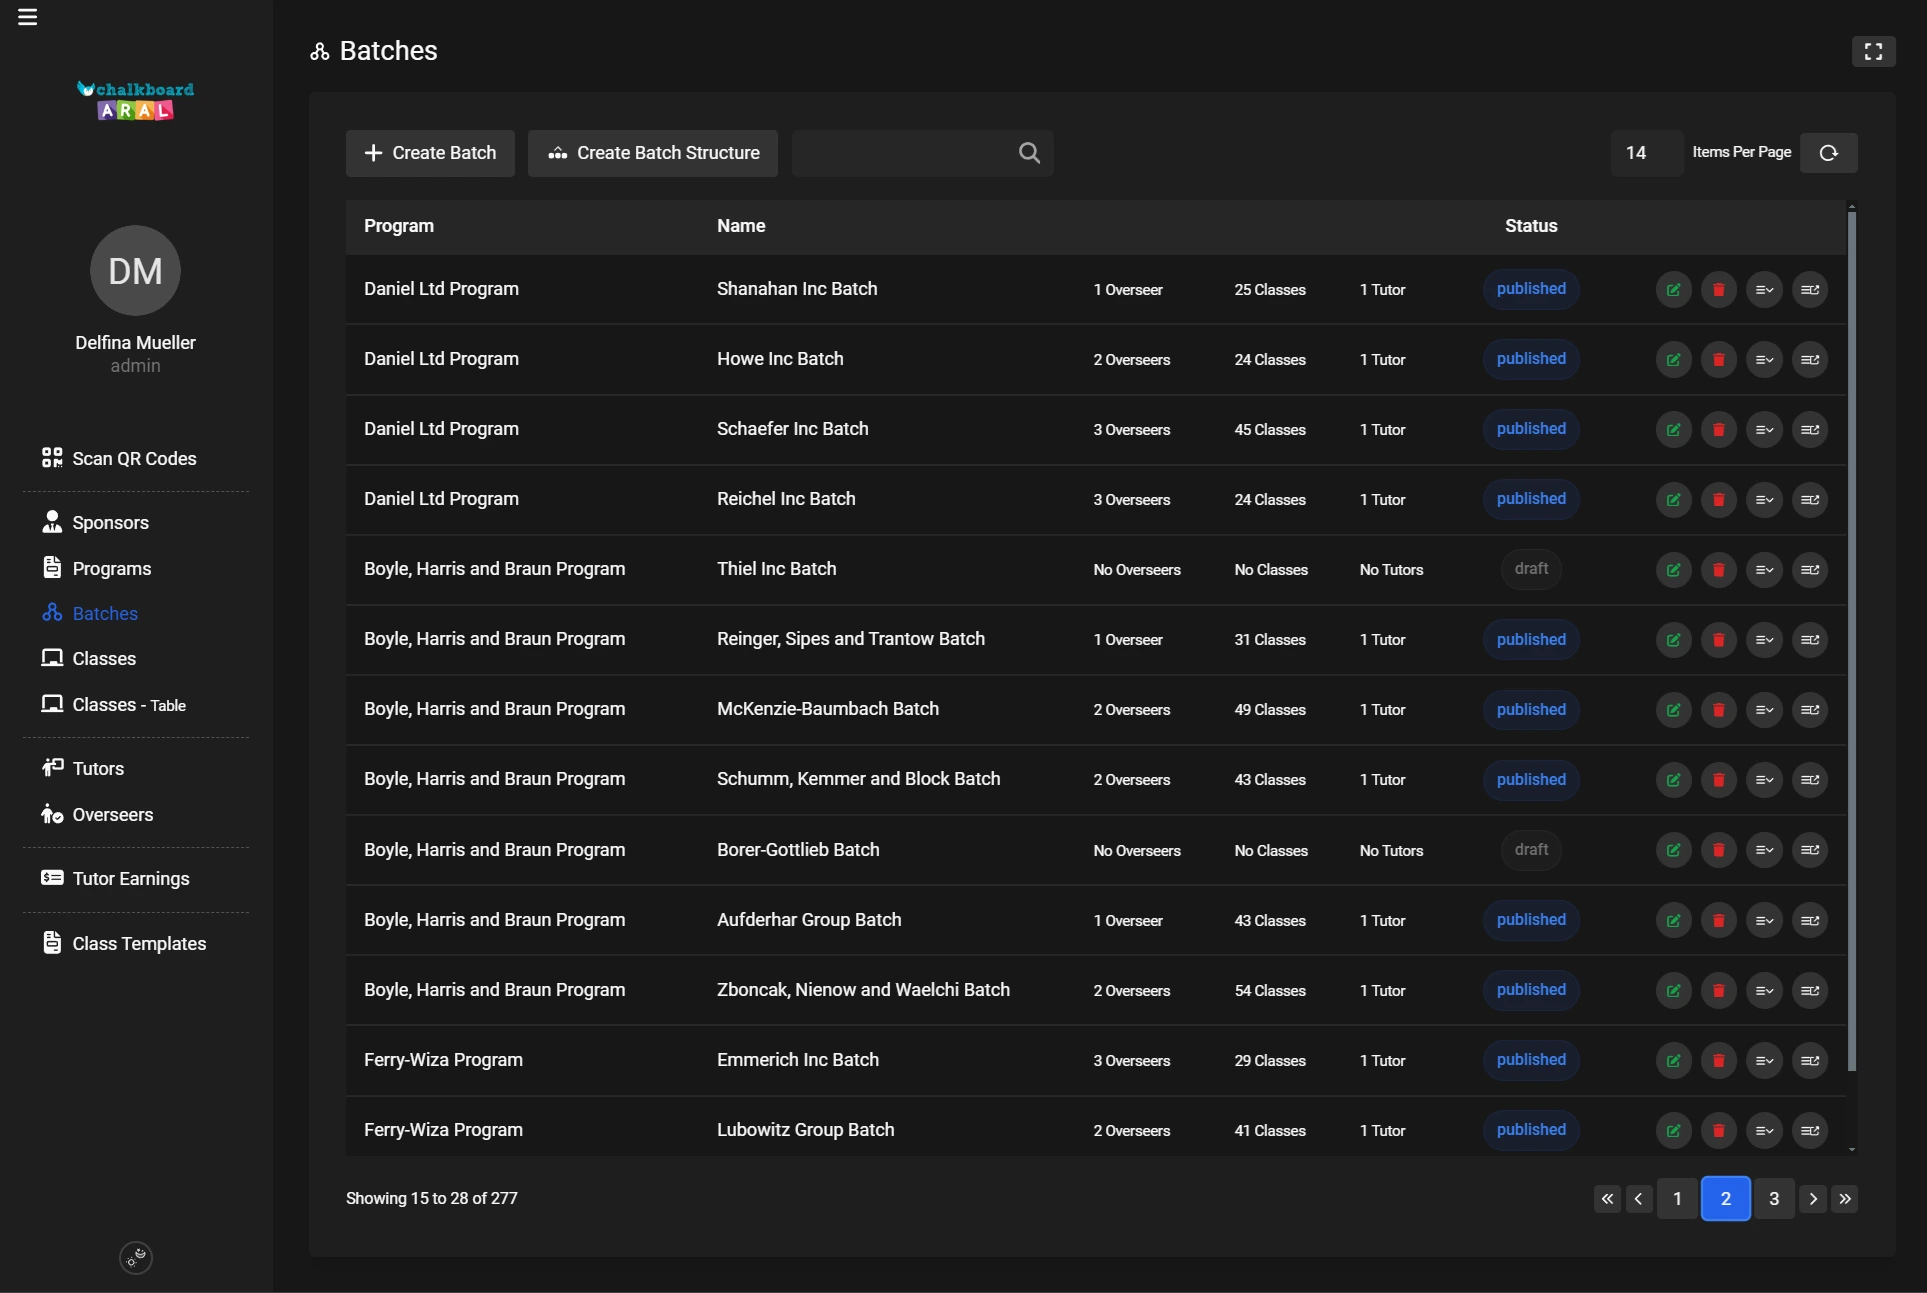 chalkboard
ARAL
DM
Delfina Mueller
admin
Scan QR Codes
Sponsors
Programs
Batches
Classes
Classes - Table
Tutors
Overseers
Tutor Earnings
Class Templates
Batches
Create Batch
Create Batch Structure
14 Items Per Page
Program Name Status
Daniel Ltd Program Shanahan Inc Batch 1 Overseer 25 Classes 1 Tutor published
Daniel Ltd Program Howe Inc Batch 2 Overseers 24 Classes 1 Tutor published
Daniel Ltd Program Schaefer Inc Batch 3 Overseers 45 Classes 1 Tutor published
Daniel Ltd Program Reichel Inc Batch 3 Overseers 24 Classes 1 Tutor published
Boyle, Harris and Braun Program Thiel Inc Batch No Overseers No Classes No Tutors draft
Boyle, Harris and Braun Program Reinger, Sipes and Trantow Batch 1 Overseer 31 Classes 1 Tutor published
Boyle, Harris and Braun Program McKenzie-Baumbach Batch 2 Overseers 49 Classes 1 Tutor published
Boyle, Harris and Braun Program Schumm, Kemmer and Block Batch 2 Overseers 43 Classes 1 Tutor published
Boyle, Harris and Braun Program Borer-Gottlieb Batch No Overseers No Classes No Tutors draft
Boyle, Harris and Braun Program Aufderhar Group Batch 1 Overseer 43 Classes 1 Tutor published
Boyle, Harris and Braun Program Zboncak, Nienow and Waelchi Batch 2 Overseers 54 Classes 1 Tutor published
Ferry-Wiza Program Emmerich Inc Batch 3 Overseers 29 Classes 1 Tutor published
Ferry-Wiza Program Lubowitz Group Batch 2 Overseers 41 Classes 1 Tutor published
Showing 15 to 28 of 277
« ‹ 1 2 3 › »